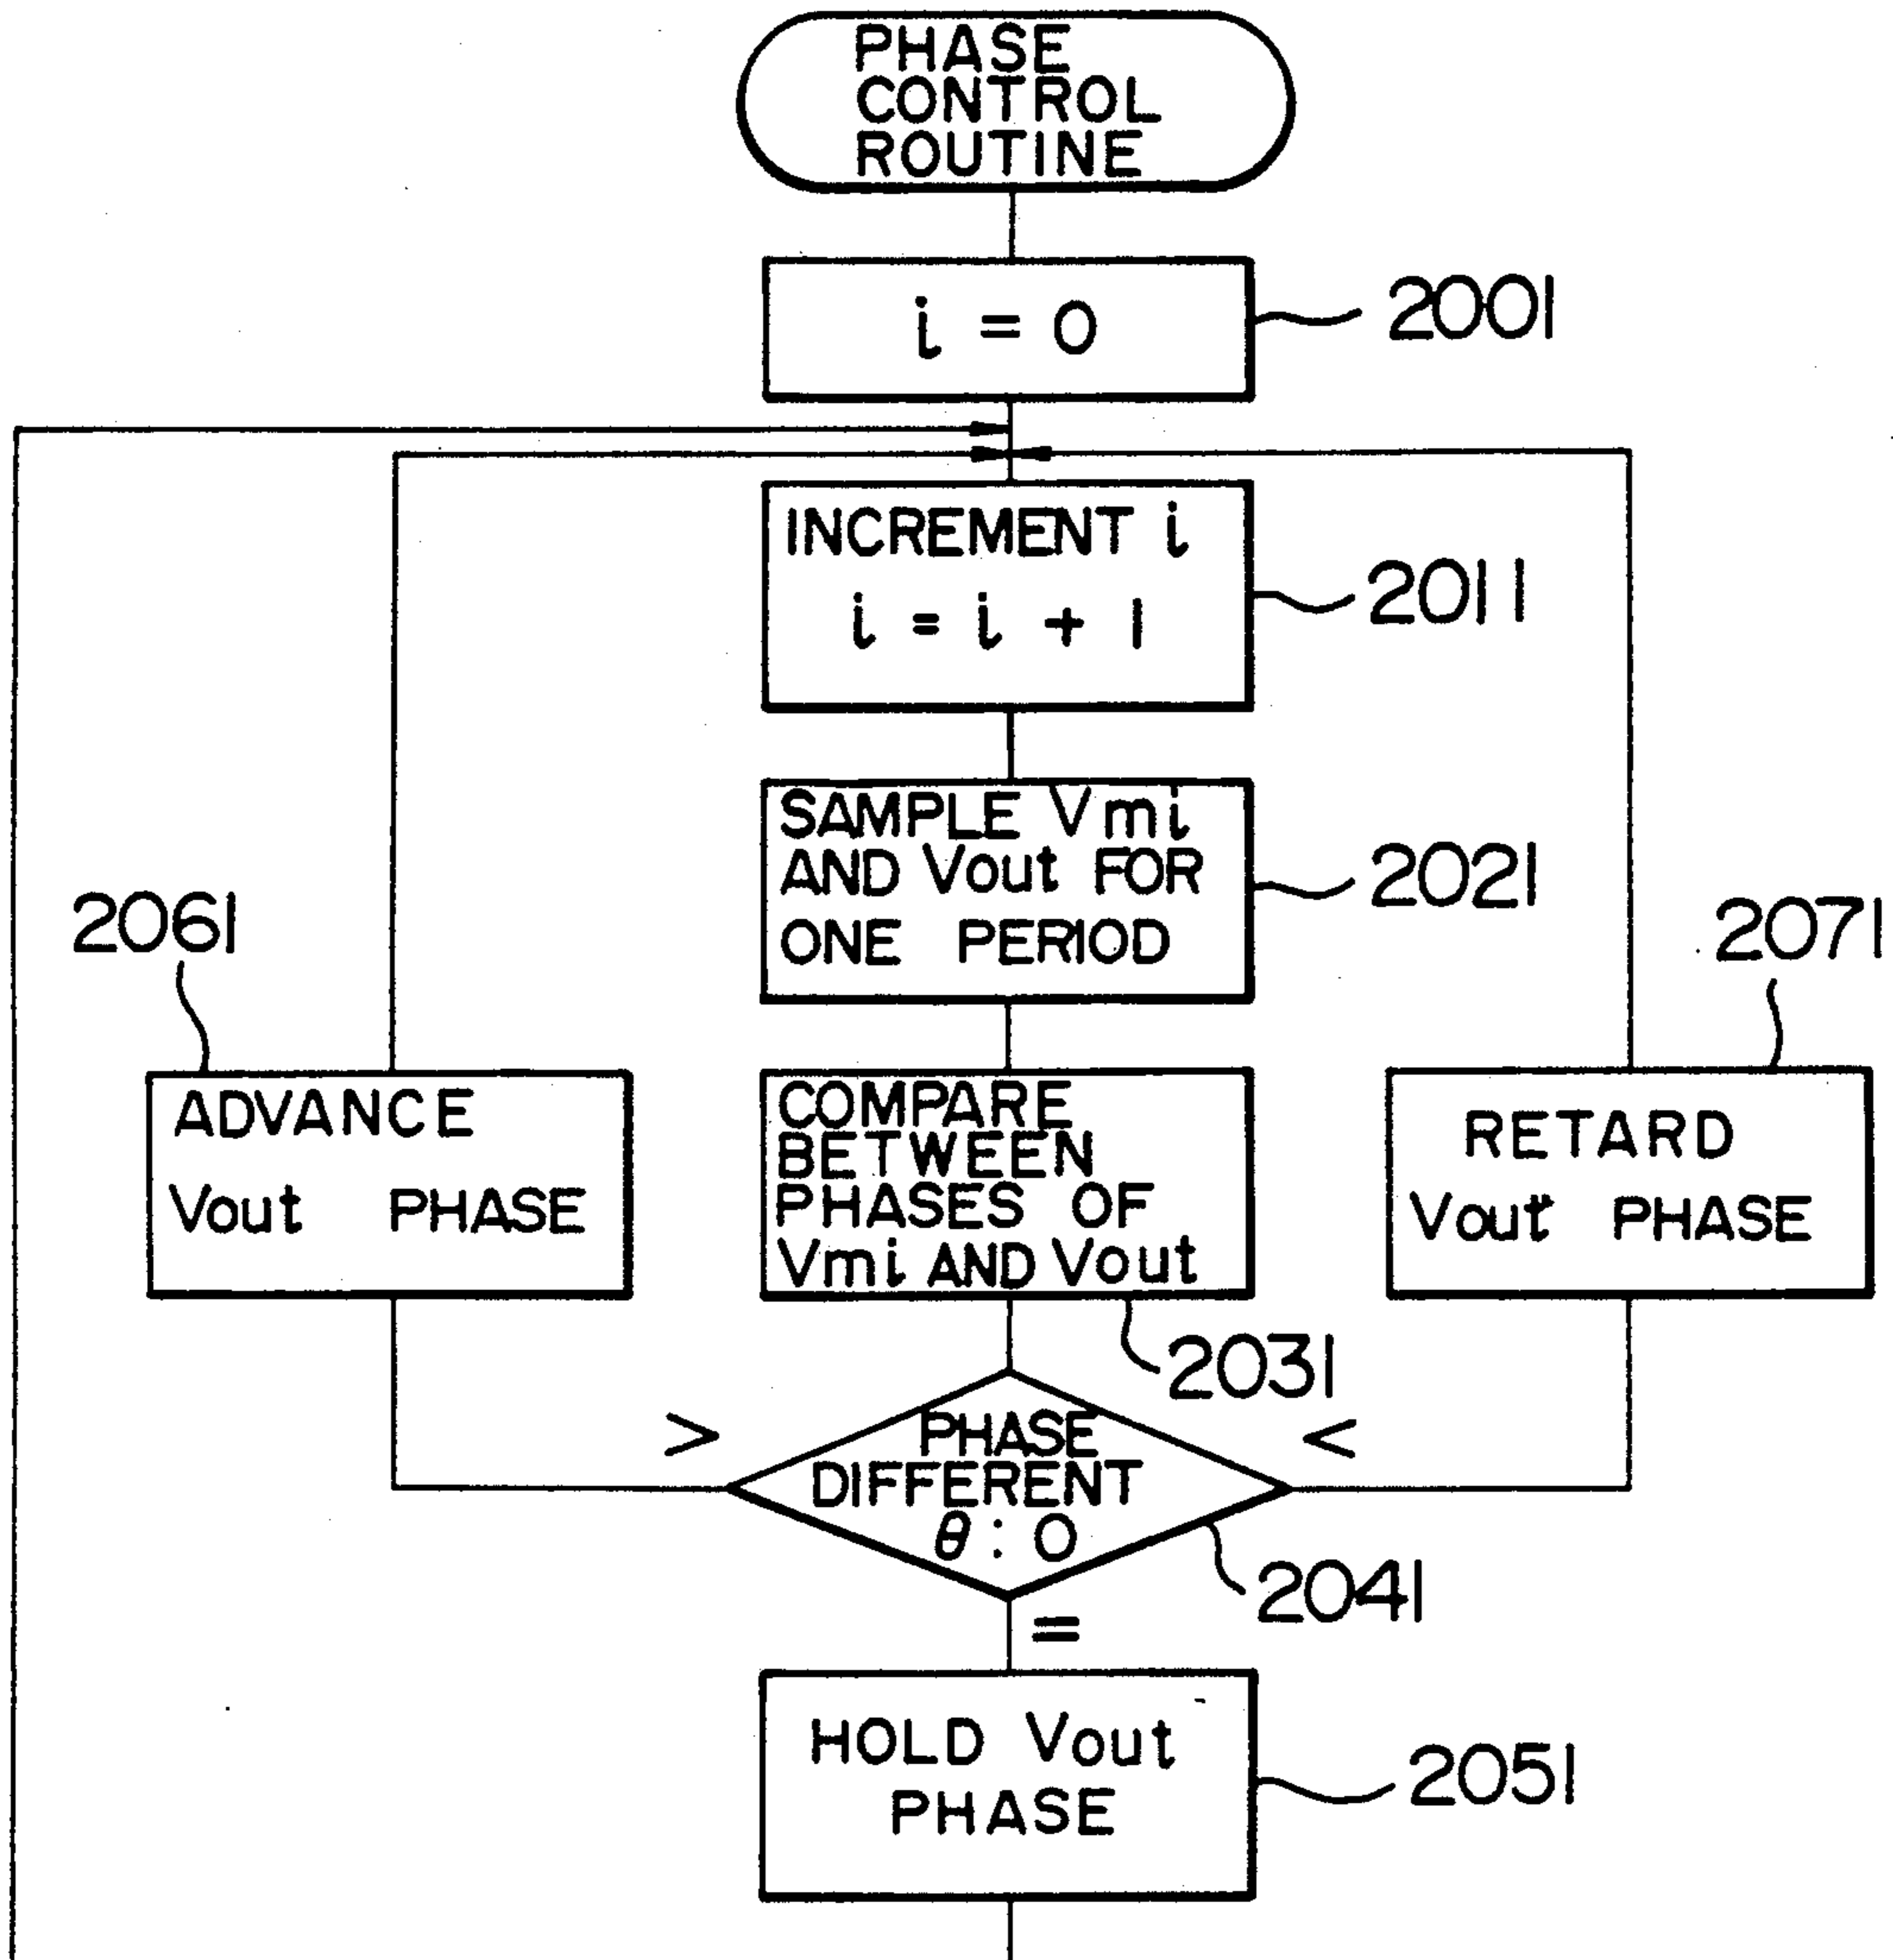 PHASE
CONTROL
ROUTINE
i = 0
2001
INCREMENT i
i = i + 1
2011
SAMPLE Vmi
AND Vout FOR
ONE PERIOD
2021
2061
2071
ADVANCE
Vout PHASE
COMPARE
BETWEEN
PHASES OF
Vmi AND Vout
RETARD
Vout PHASE
2031
>
PHASE
DIFFERENT
θ : 0
<
2041
=
HOLD Vout
PHASE
2051